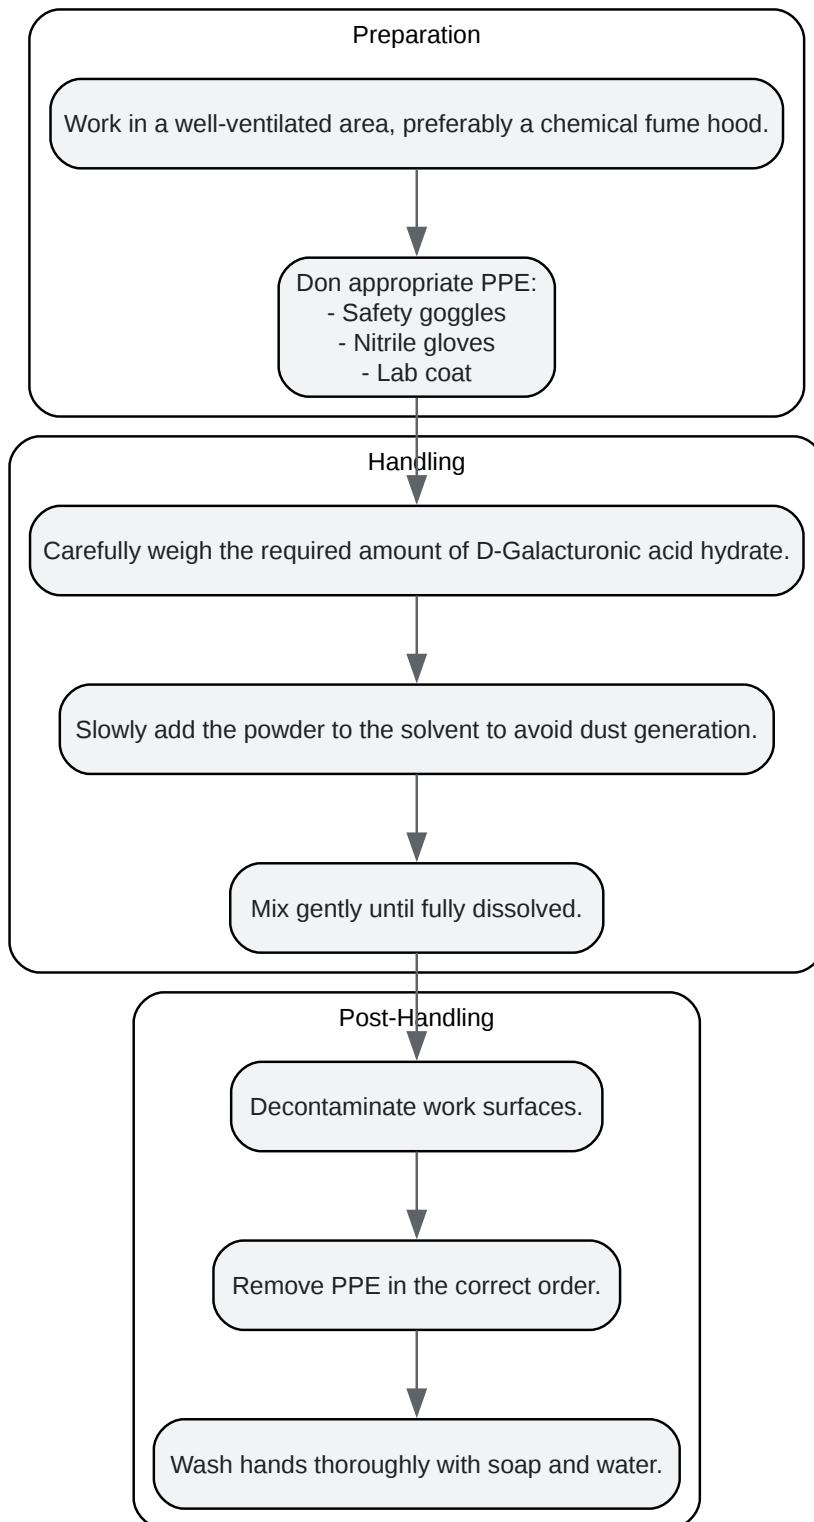 Preparation
Work in a well-ventilated area, preferably a chemical fume hood.
Don appropriate PPE:
- Safety goggles
- Nitrile gloves
- Lab coat
Handling
Carefully weigh the required amount of D-Galacturonic acid hydrate.
Slowly add the powder to the solvent to avoid dust generation.
Mix gently until fully dissolved.
Post-Handling
Decontaminate work surfaces.
Remove PPE in the correct order.
Wash hands thoroughly with soap and water.